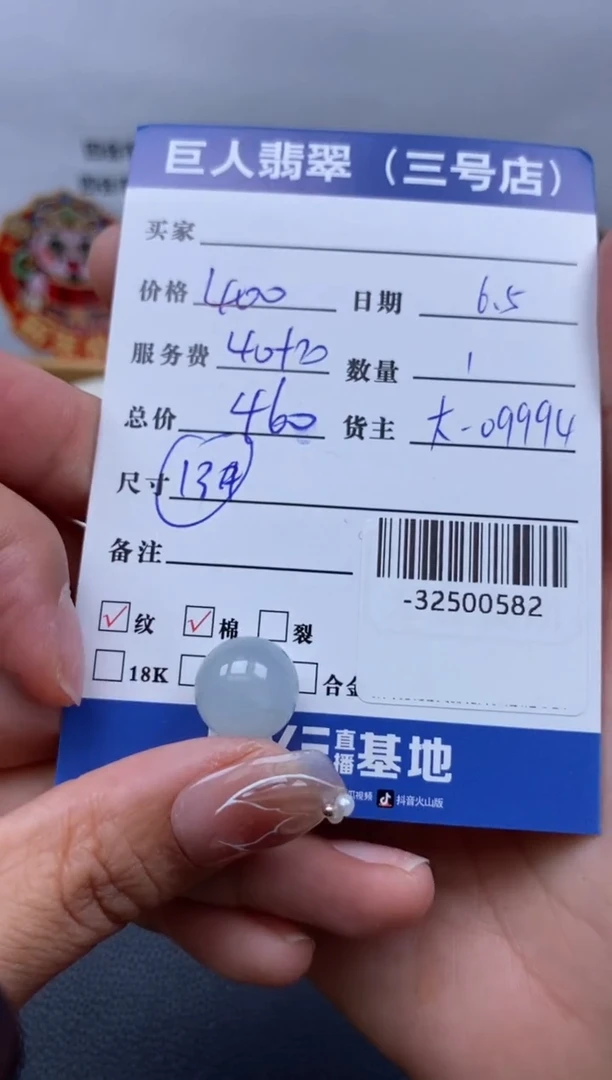 巨人翡翠（三号店）
买家
价格 1400 日期 6.5
服务费 40+20 数量 1
总价 460 货主 大-09994
尺寸 13
备注
-32500582
纹 棉 裂
18K 合金
直播基地
抖音火山版